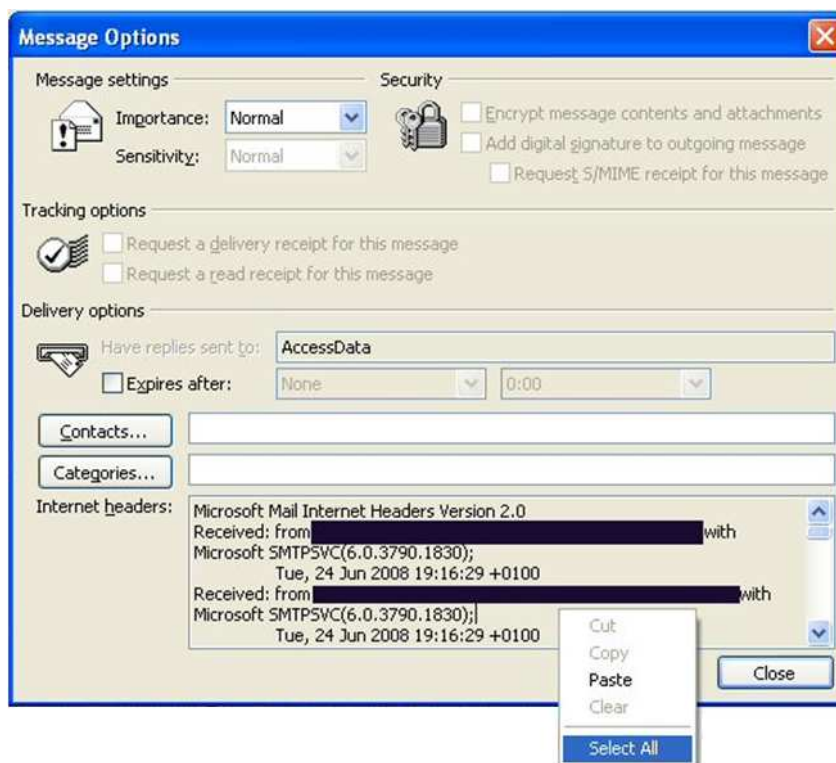 Message Options
Message settings
Security
Importance: Normal
Encrypt message contents and attachments
Sensitivity: Normal
Add digital signature to outgoing message
Request S/MIME receipt for this message
Tracking options
Request a delivery receipt for this message
Request a read receipt for this message
Delivery options
Have replies sent to: AccessData
Expires after: None 0:00
Contacts...
Categories...
Internet headers:
Microsoft Mail Internet Headers Version 2.0
Received: from with
Microsoft SMTPSVC(6.0.3790.1830);
Tue, 24 Jun 2008 19:16:29 +0100
Received: from with
Microsoft SMTPSVC(6.0.3790.1830);
Tue, 24 Jun 2008 19:16:29 +0100
Cut
Copy
Paste
Clear
Select All
Close